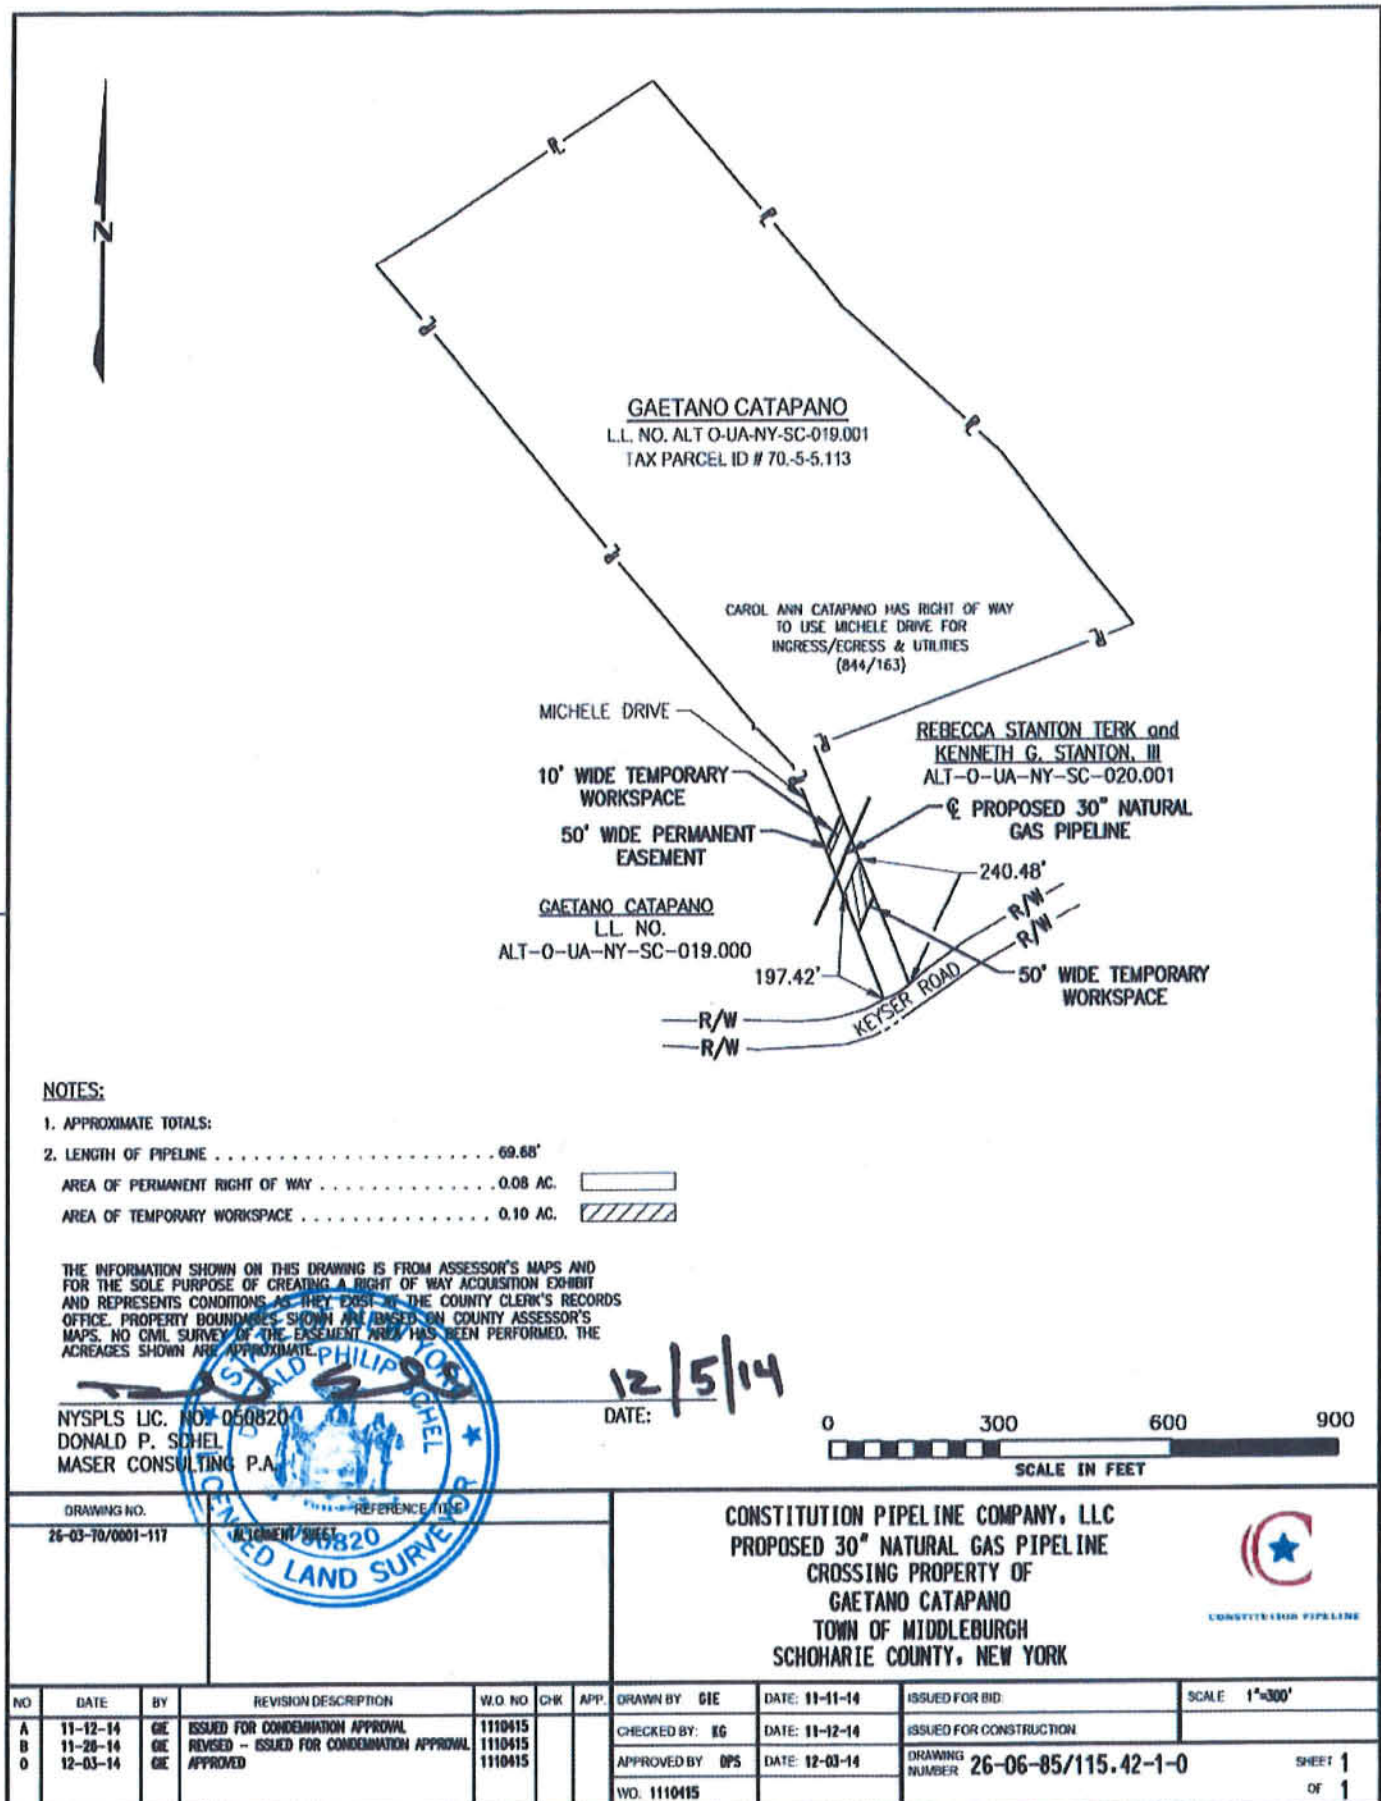 N
GAETANO CATAPANO
L.L. NO. ALT O-UA-NY-SC-019.001
TAX PARCEL ID # 70.-5-5.113
CAROL ANN CATAPANO HAS RIGHT OF WAY
TO USE MICHELE DRIVE FOR
INGRESS/EGRESS & UTILITIES
(844/163)
MICHELE DRIVE
10' WIDE TEMPORARY
WORKSPACE
50' WIDE PERMANENT
EASEMENT
REBECCA STANTON TERK and
KENNETH G. STANTON, III
ALT-O-UA-NY-SC-020.001
℄ PROPOSED 30" NATURAL
GAS PIPELINE
240.48'
GAETANO CATAPANO
L.L. NO.
ALT-O-UA-NY-SC-019.000
197.42'
R/W
R/W
50' WIDE TEMPORARY
WORKSPACE
KEYSER ROAD
R/W
R/W
NOTES:
1. APPROXIMATE TOTALS:
2. LENGTH OF PIPELINE . . . . . . . . . . . . . . . . . . . . . . . 69.68'
AREA OF PERMANENT RIGHT OF WAY . . . . . . . . . . . . . . 0.08 AC.
AREA OF TEMPORARY WORKSPACE . . . . . . . . . . . . . . . 0.10 AC.
THE INFORMATION SHOWN ON THIS DRAWING IS FROM ASSESSOR'S MAPS AND
FOR THE SOLE PURPOSE OF CREATING A RIGHT OF WAY ACQUISITION EXHIBIT
AND REPRESENTS CONDITIONS AS THEY EXIST AT THE COUNTY CLERK'S RECORDS
OFFICE. PROPERTY BOUNDARIES SHOWN ARE BASED ON COUNTY ASSESSOR'S
MAPS. NO CIVIL SURVEY OF THE EASEMENT AREA HAS BEEN PERFORMED. THE
ACREAGES SHOWN ARE APPROXIMATE.
STATE OF NEW YORK
DONALD PHILIP SCHEL
050820
LICENSED LAND SURVEYOR
NYSPLS LIC. NO. 050820
DONALD P. SCHEL
MASER CONSULTING P.A.
DATE: 12/5/14
0 300 600 900
SCALE IN FEET
DRAWING NO. REFERENCE TITLE
26-03-70/0001-117 ALIGNMENT SHEET
CONSTITUTION PIPELINE COMPANY, LLC
PROPOSED 30" NATURAL GAS PIPELINE
CROSSING PROPERTY OF
GAETANO CATAPANO
TOWN OF MIDDLEBURGH
SCHOHARIE COUNTY, NEW YORK
CONSTITUTION PIPELINE
NO DATE BY REVISION DESCRIPTION W.O. NO CHK APP.
A 11-12-14 GIE ISSUED FOR CONDEMNATION APPROVAL 1110415
B 11-26-14 GIE REVISED - ISSUED FOR CONDEMNATION APPROVAL 1110415
0 12-03-14 GIE APPROVED 1110415
DRAWN BY GIE DATE: 11-11-14 ISSUED FOR BID: SCALE 1"=300'
CHECKED BY: KG DATE: 11-12-14 ISSUED FOR CONSTRUCTION
APPROVED BY DPS DATE: 12-03-14 DRAWING NUMBER 26-06-85/115.42-1-0 SHEET 1
WO. 1110415 OF 1